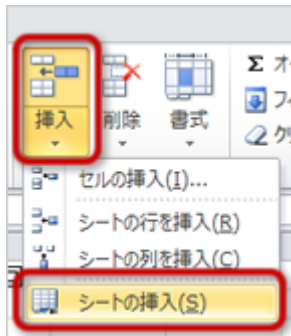 挿入
削除
書式
Σ オ
フィ
クリ
セルの挿入(I)...
シートの行を挿入(R)
シートの列を挿入(C)
シートの挿入(S)